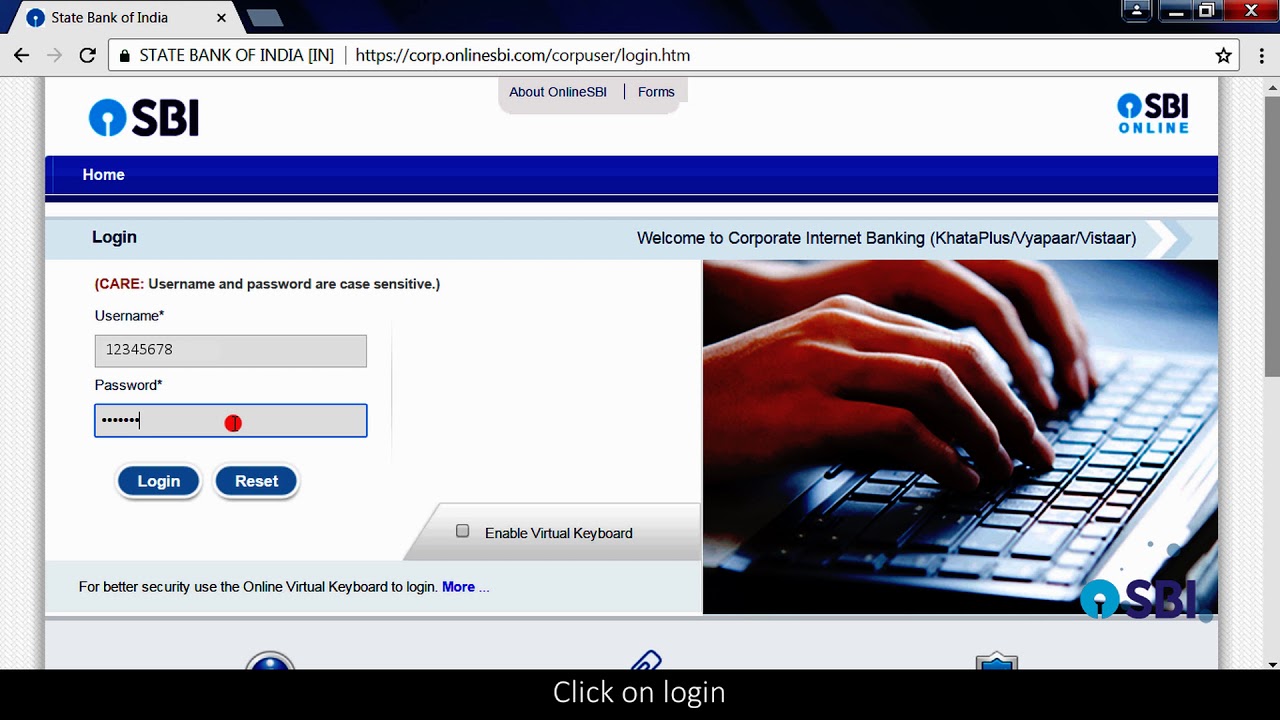 State Bank of India
STATE BANK OF INDIA [IN] https://corp.onlinesbi.com/corpuser/login.htm
About OnlineSBI | Forms
SBI
SBI
ONLINE
Home
Login
Welcome to Corporate Internet Banking (KhataPlus/Vyapaar/Vistaar)
(CARE: Username and password are case sensitive.)
Username*
12345678
Password*
•••••••
Login Reset
Enable Virtual Keyboard
For better security use the Online Virtual Keyboard to login. More ...
SBI
Click on login